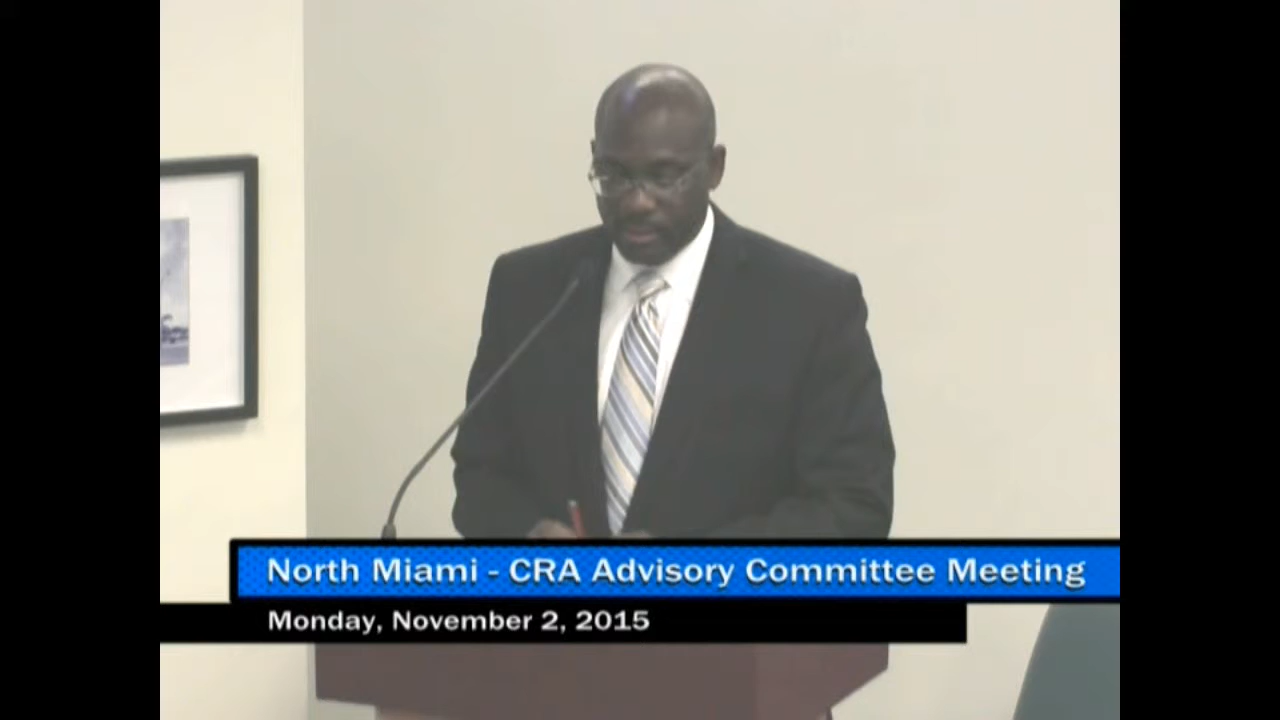 North Miami - CRA Advisory Committee Meeting
Monday, November 2, 2015